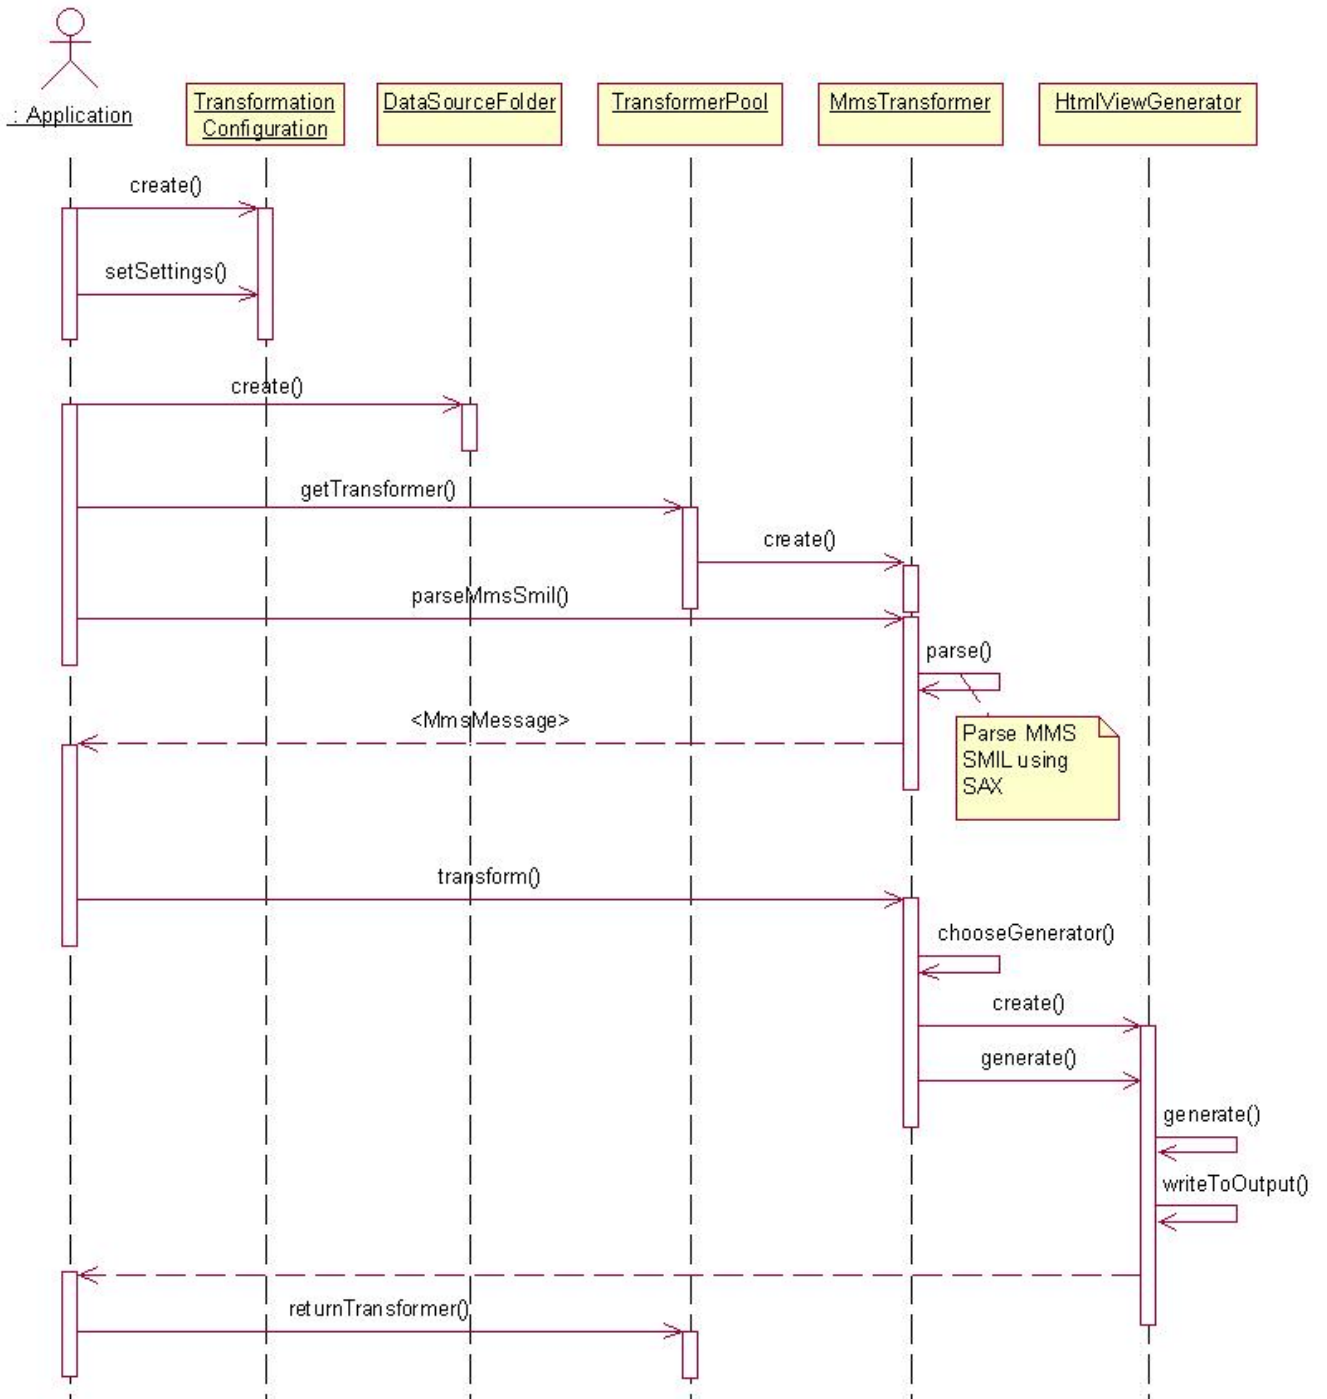 : Application
Transformation
Configuration
DataSourceFolder
TransformerPool
MmsTransformer
HtmlViewGenerator
create()
setSettings()
create()
getTransformer()
create()
parseMmsSmil()
parse()
<MmsMessage>
Parse MMS
SMIL using
SAX
transform()
chooseGenerator()
create()
generate()
generate()
writeToOutput()
returnTransformer()